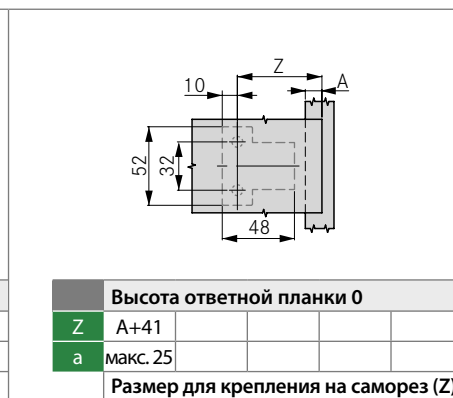 Z
10
A
52
32
48
Высота ответной планки 0
Z A+41
a макс. 25
Размер для крепления на саморез (Z)